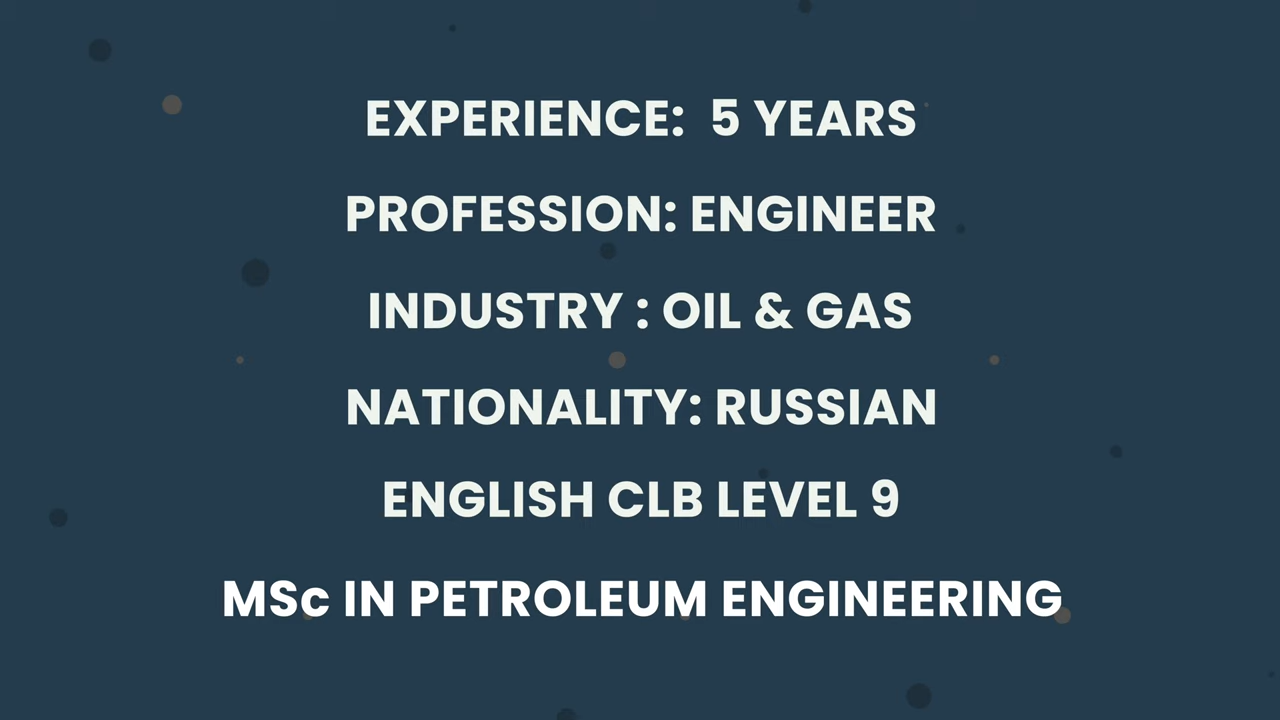 EXPERIENCE:  5 YEARS
PROFESSION: ENGINEER
INDUSTRY : OIL & GAS
NATIONALITY: RUSSIAN
ENGLISH CLB LEVEL 9
MSc IN PETROLEUM ENGINEERING